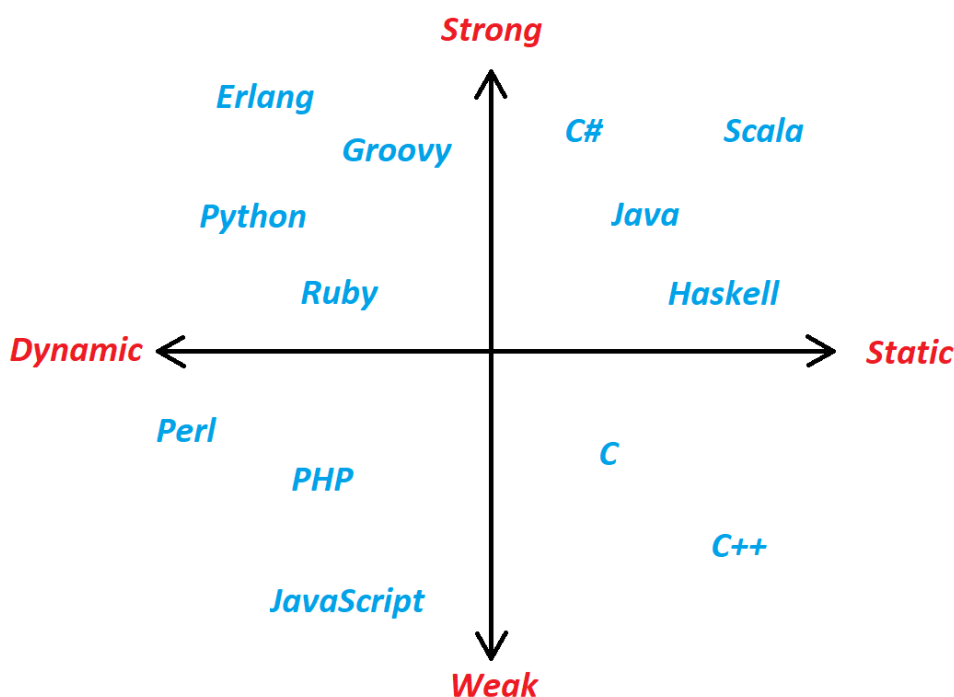 Strong
Erlang
C#
Scala
Groovy
Python
Java
Ruby
Haskell
Dynamic
Static
Perl
C
PHP
C++
JavaScript
Weak